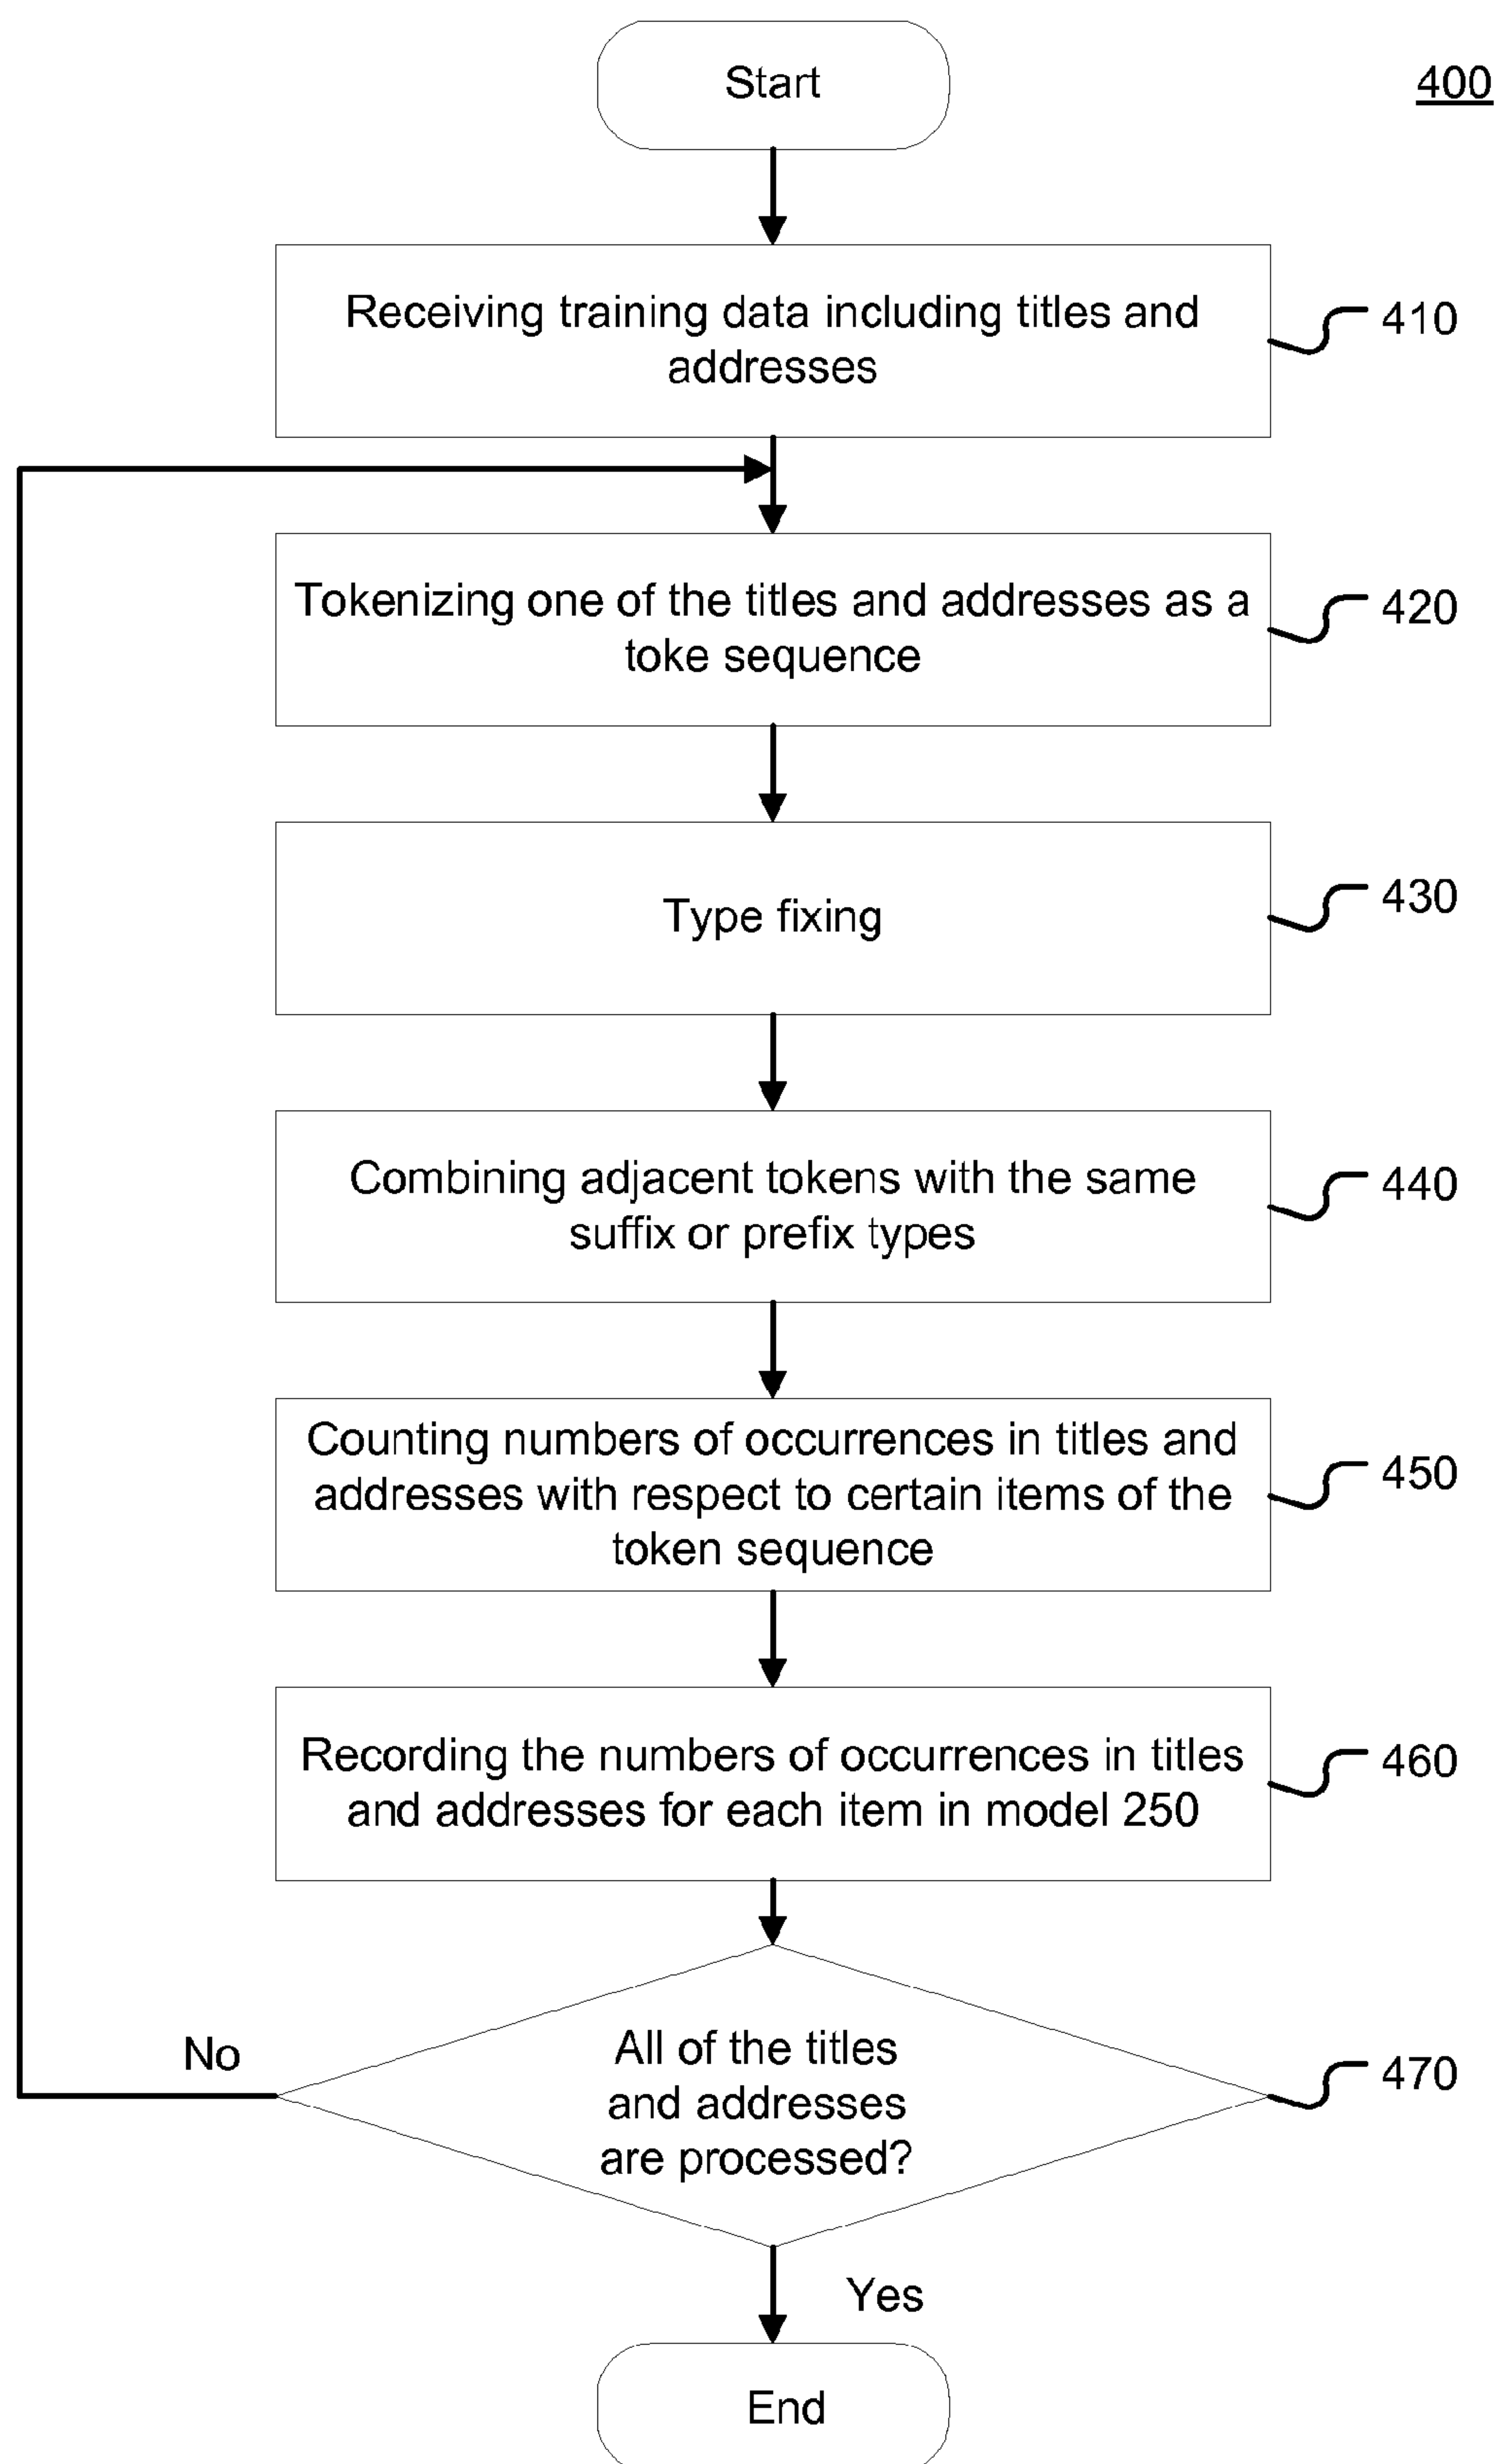 Start
400
Receiving training data including titles and
addresses
410
Tokenizing one of the titles and addresses as a
toke sequence
420
Type fixing
430
Combining adjacent tokens with the same
suffix or prefix types
440
Counting numbers of occurrences in titles and
addresses with respect to certain items of the
token sequence
450
Recording the numbers of occurrences in titles
and addresses for each item in model 250
460
No
All of the titles
and addresses
are processed?
470
Yes
End